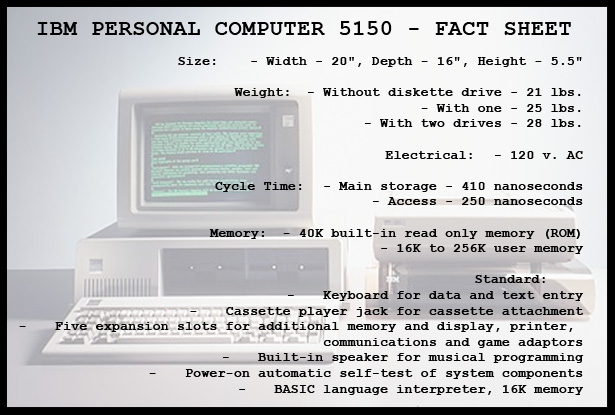 IBM PERSONAL COMPUTER 5150 - FACT SHEET
Size: - Width - 20", Depth - 16", Height - 5.5"
Weight: - Without diskette drive - 21 lbs.
- With one - 25 lbs.
- With two drives - 28 lbs.
Electrical: - 120 v. AC
Cycle Time: - Main storage - 410 nanoseconds
- Access - 250 nanoseconds
Memory: - 40K built-in read only memory (ROM)
- 16K to 256K user memory
Standard:
- Keyboard for data and text entry
- Cassette player jack for cassette attachment
- Five expansion slots for additional memory and display, printer,
communications and game adaptors
- Built-in speaker for musical programming
- Power-on automatic self-test of system components
- BASIC language interpreter, 16K memory